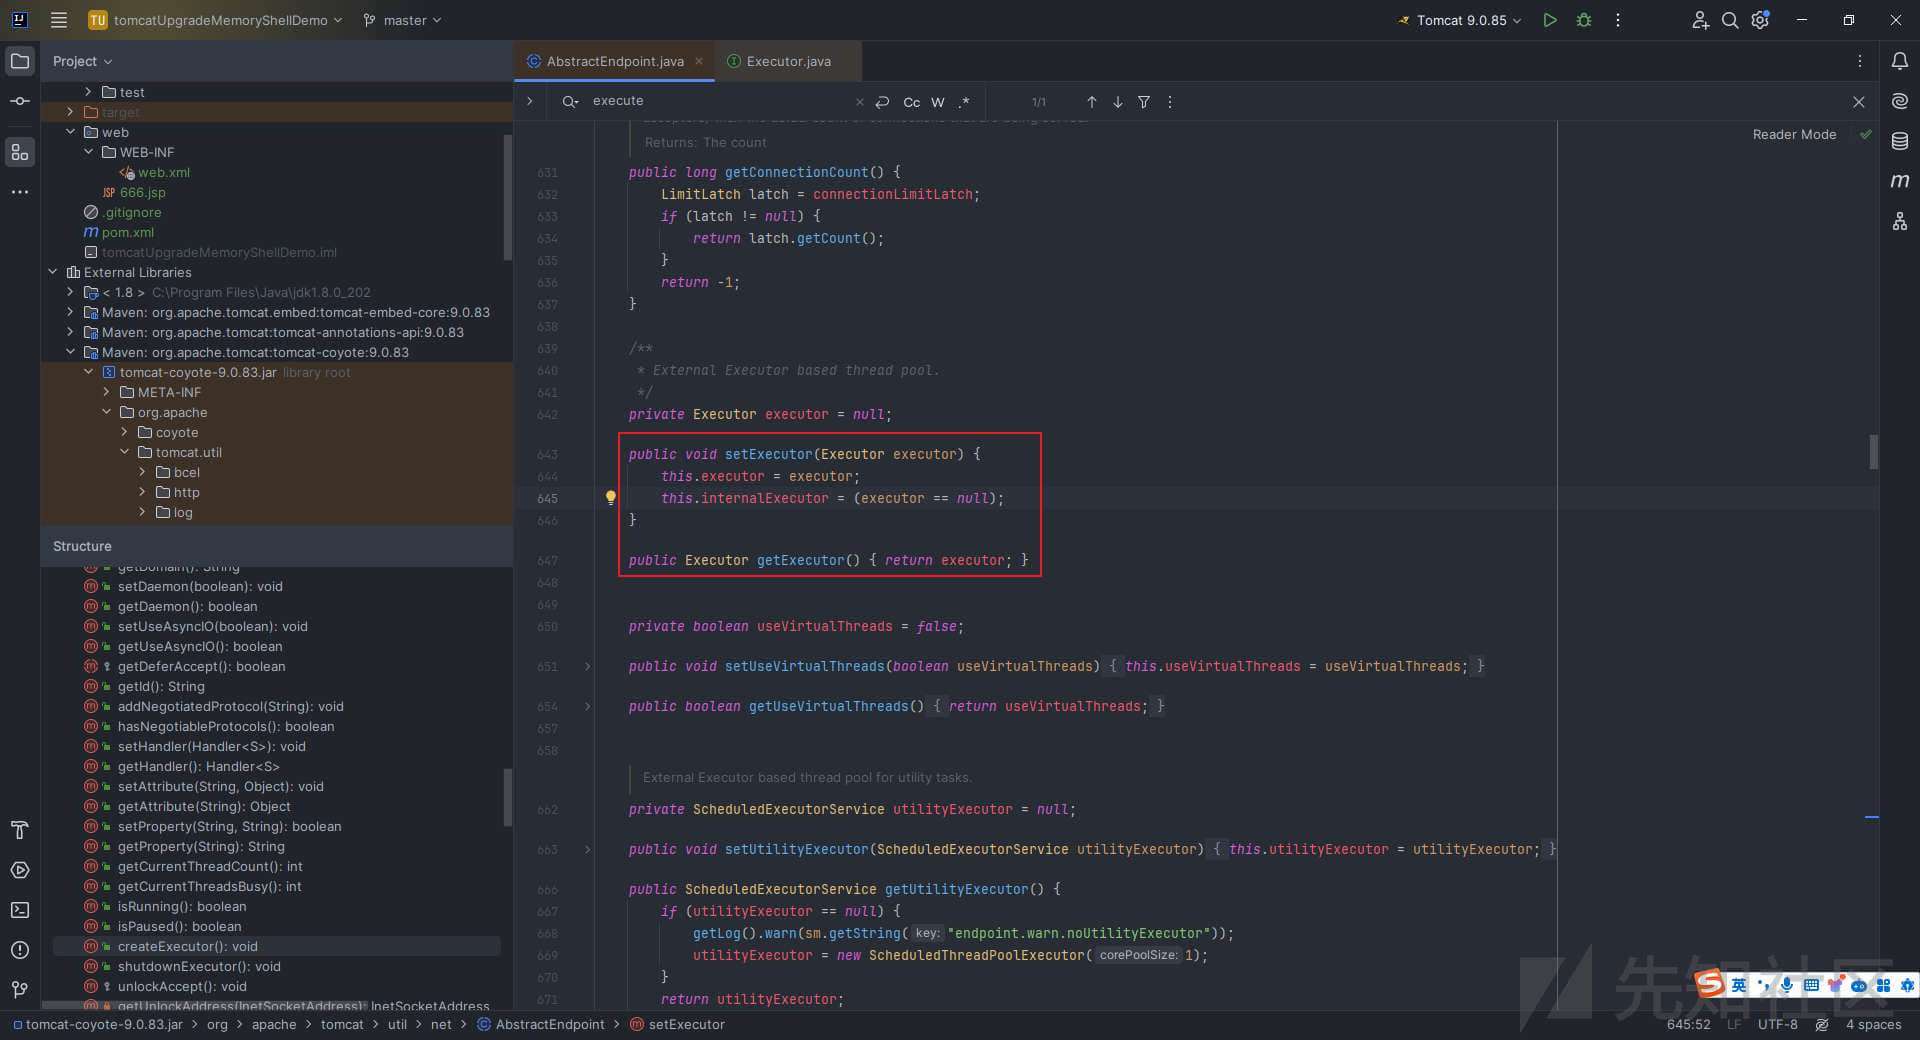 TU tomcatUpgradeMemoryShellDemo master Tomcat 9.0.85
Project
test
target
web
WEB-INF
web.xml
JSP 666.jsp
.gitignore
m pom.xml
tomcatUpgradeMemoryShellDemo.iml
External Libraries
< 1.8 > C:\Program Files\Java\jdk1.8.0_202
Maven: org.apache.tomcat.embed:tomcat-embed-core:9.0.83
Maven: org.apache.tomcat:tomcat-annotations-api:9.0.83
Maven: org.apache.tomcat:tomcat-coyote:9.0.83
tomcat-coyote-9.0.83.jar library root
META-INF
org.apache
coyote
tomcat.util
bcel
http
log
Structure
getDomain(): String
setDaemon(boolean): void
getDaemon(): boolean
setUseAsyncIO(boolean): void
getUseAsyncIO(): boolean
getDeferAccept(): boolean
getId(): String
addNegotiatedProtocol(String): void
hasNegotiableProtocols(): boolean
setHandler(Handler<S>): void
getHandler(): Handler<S>
setAttribute(String, Object): void
getAttribute(String): Object
setProperty(String, String): boolean
getProperty(String): String
getCurrentThreadCount(): int
getCurrentThreadsBusy(): int
isRunning(): boolean
isPaused(): boolean
createExecutor(): void
shutdownExecutor(): void
unlockAccept(): void
getUnlockAddress(InetSocketAddress): InetSocketAddress
AbstractEndpoint.java Executor.java
execute Cc W .* 1/1
Reader Mode
Returns: The count
631 public long getConnectionCount() {
632 LimitLatch latch = connectionLimitLatch;
633 if (latch != null) {
634 return latch.getCount();
635 }
636 return -1;
637 }
638
639 /**
640 * External Executor based thread pool.
641 */
642 private Executor executor = null;
643 public void setExecutor(Executor executor) {
644 this.executor = executor;
645 this.internalExecutor = (executor == null);
646 }
647 public Executor getExecutor() { return executor; }
648
649
650 private boolean useVirtualThreads = false;
651 public void setUseVirtualThreads(boolean useVirtualThreads) { this.useVirtualThreads = useVirtualThreads; }
654 public boolean getUseVirtualThreads() { return useVirtualThreads; }
657
658
External Executor based thread pool for utility tasks.
662 private ScheduledExecutorService utilityExecutor = null;
663 public void setUtilityExecutor(ScheduledExecutorService utilityExecutor) { this.utilityExecutor = utilityExecutor; }
666 public ScheduledExecutorService getUtilityExecutor() {
667 if (utilityExecutor == null) {
668 getLog().warn(sm.getString( key: "endpoint.warn.noUtilityExecutor"));
669 utilityExecutor = new ScheduledThreadPoolExecutor( corePoolSize: 1);
670 }
671 return utilityExecutor;
先知社区
英
tomcat-coyote-9.0.83.jar > org > apache > tomcat > util > net > AbstractEndpoint > setExecutor 645:52 LF UTF-8 4 spaces